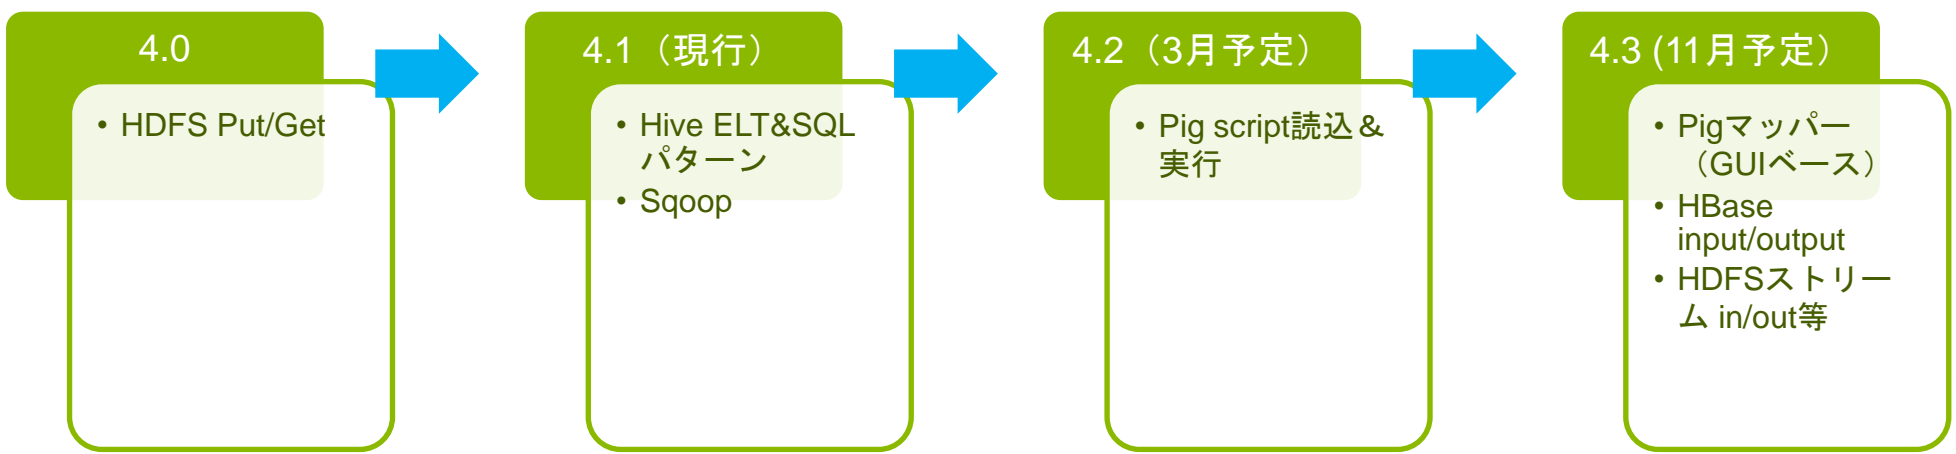 4.0
• HDFS Put/Get
4.1（現行）
• Hive ELT&SQL
パターン
• Sqoop
4.2（3月予定）
• Pig script読込＆
実行
4.3 (11月予定）
• Pigマッパー
（GUIベース）
• HBase
input/output
• HDFSストリー
ム in/out等